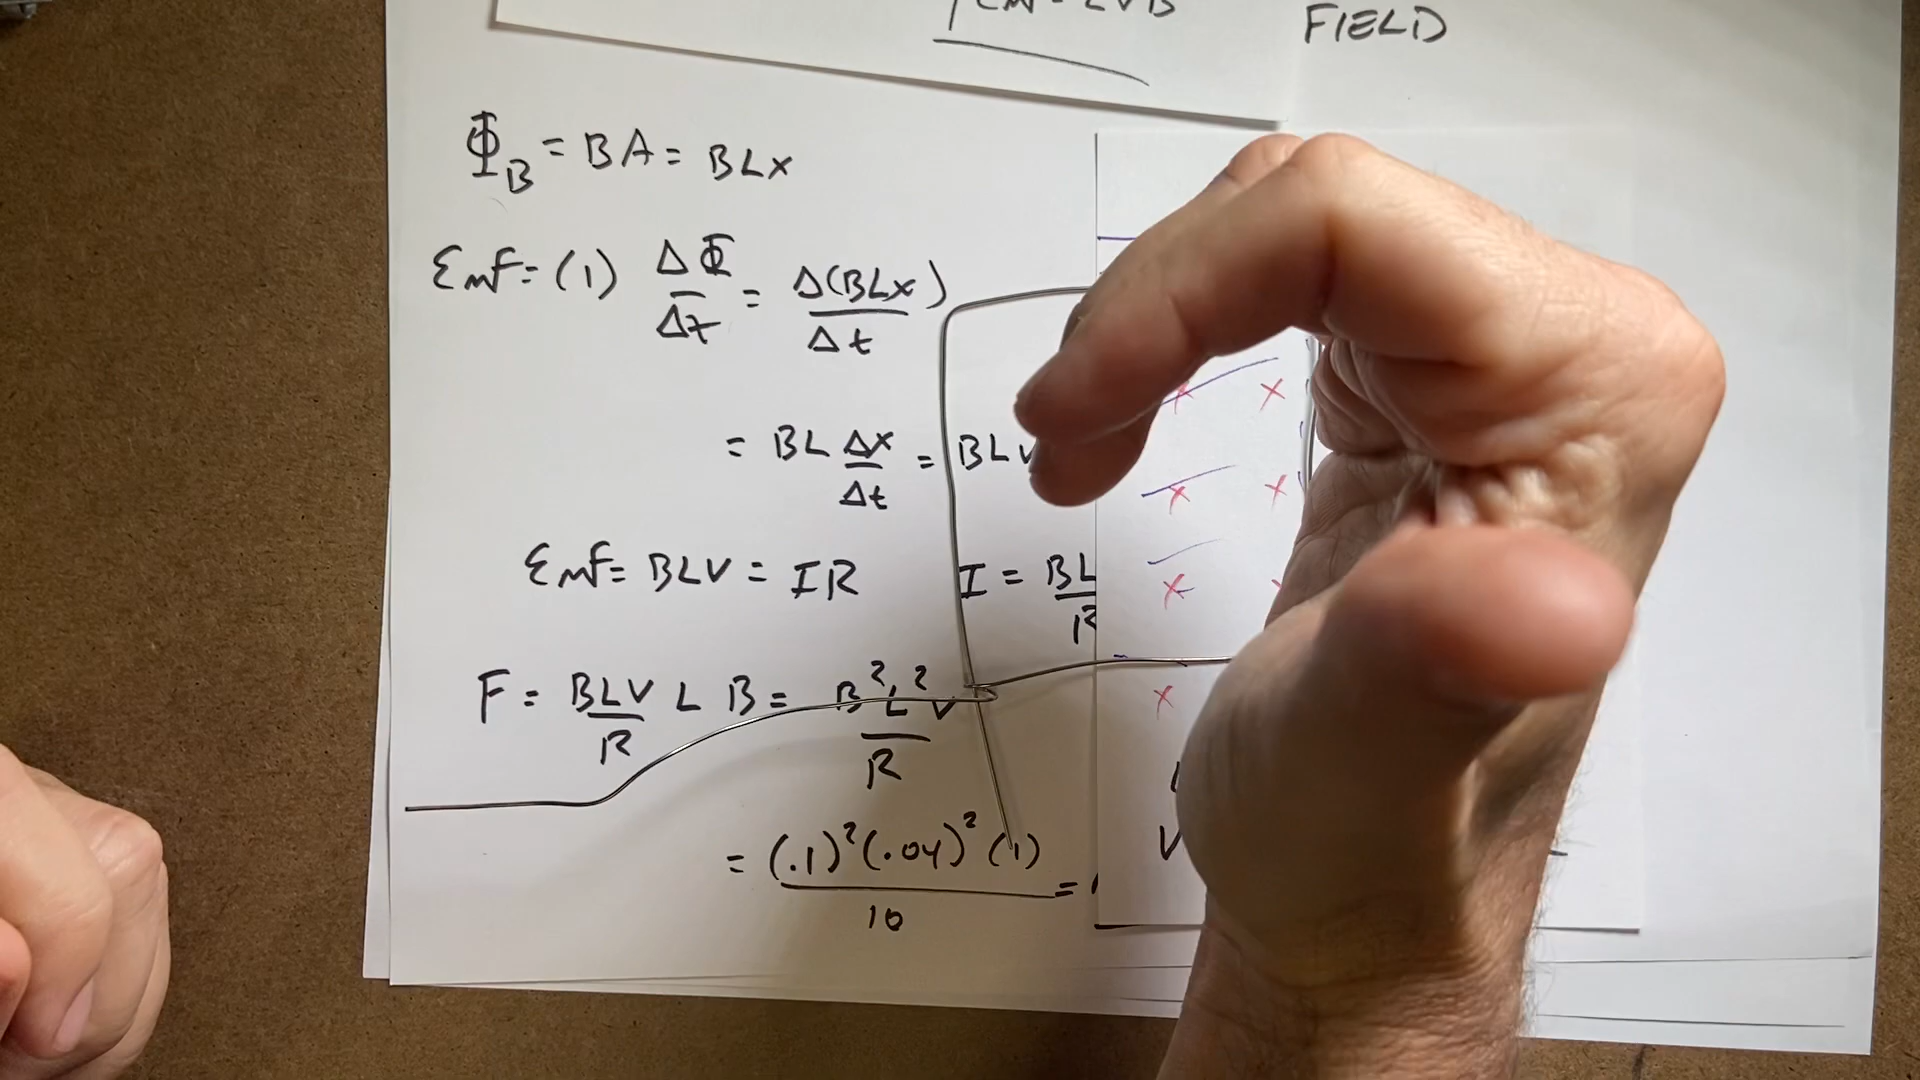 FIELD
Φ_B = BA = BLx
Emf = (1) ΔΦ/Δt = Δ(BLx)/Δt
= BL Δx/Δt = BLV
Emf = BLV = IR I = BL/R
F = BLV/R L B = B²L²V/R
= (.1)²(.04)²(1)/10 =
x x
x x
x
x
V